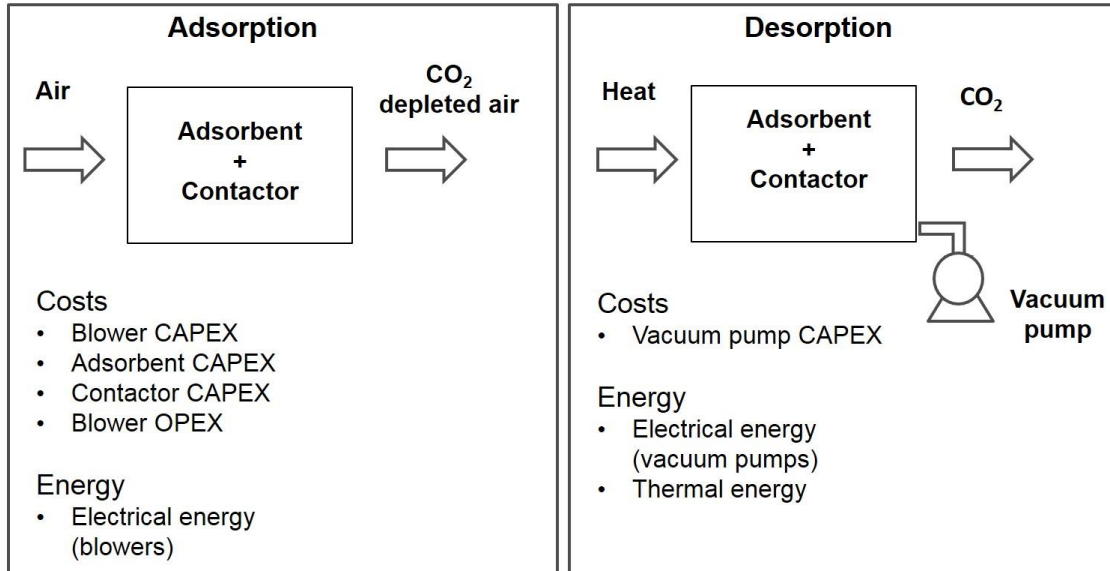 Adsorption
Air
CO₂
depleted air
Adsorbent
+
Contactor
Costs
• Blower CAPEX
• Adsorbent CAPEX
• Contactor CAPEX
• Blower OPEX
Energy
• Electrical energy
(blowers)
Desorption
Heat
CO₂
Adsorbent
+
Contactor
Vacuum
pump
Costs
• Vacuum pump CAPEX
Energy
• Electrical energy
(vacuum pumps)
• Thermal energy